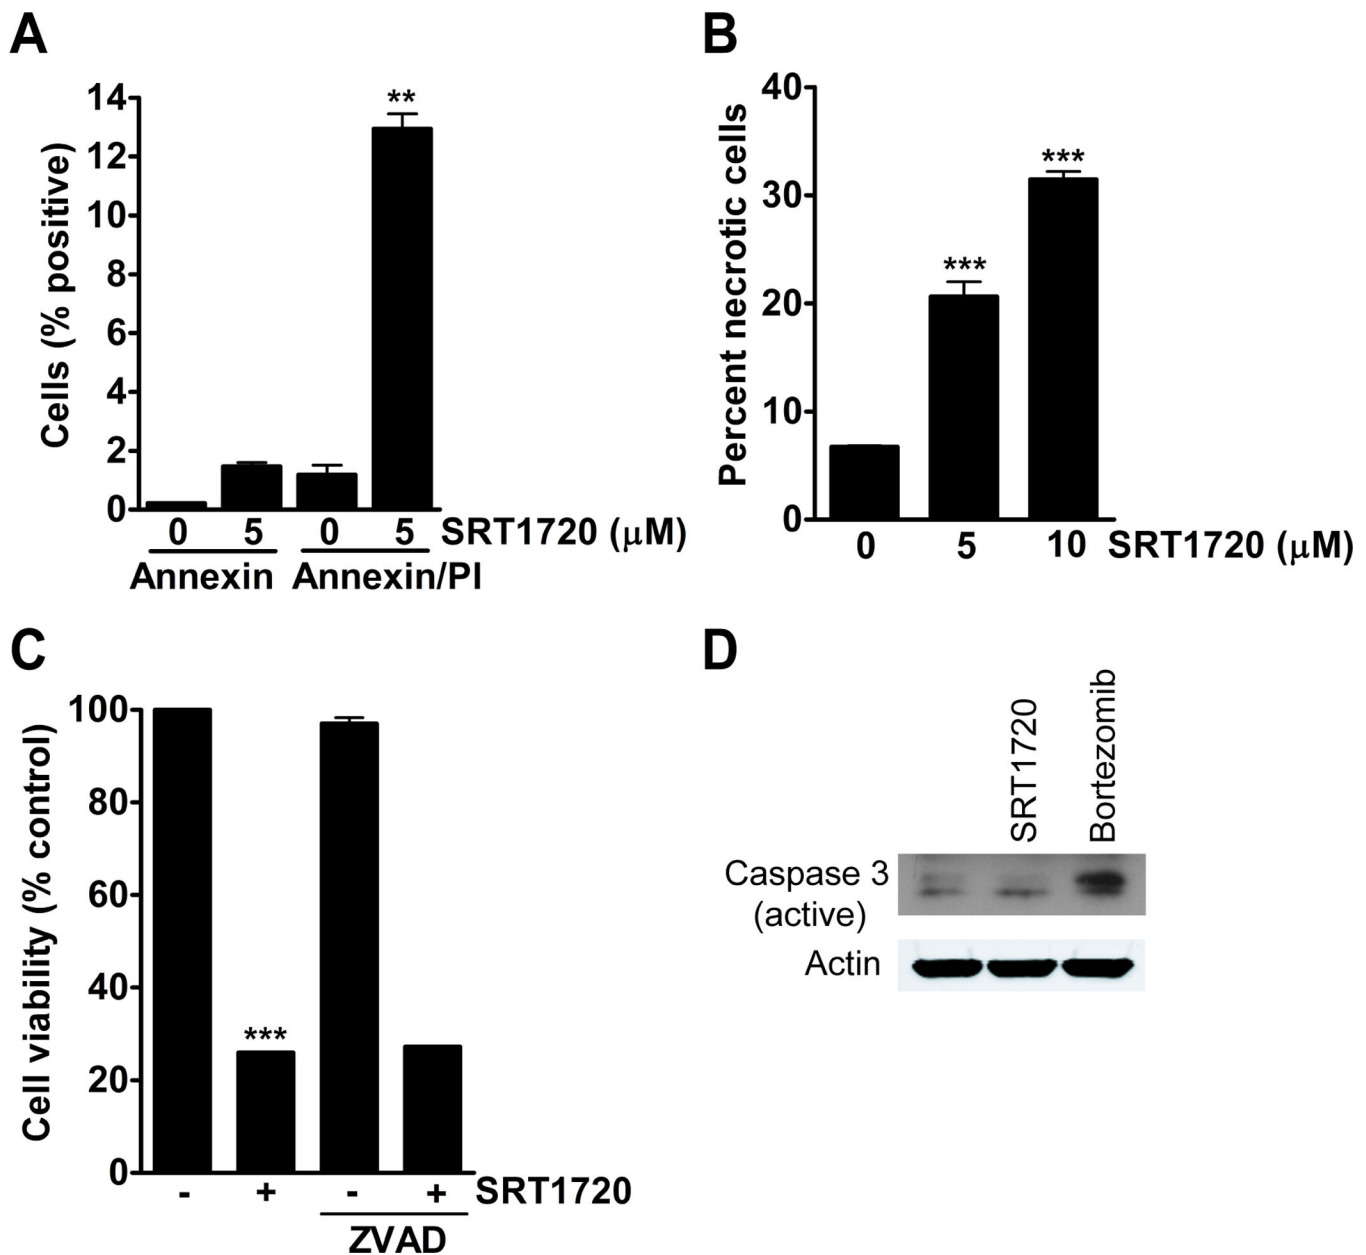 A
14
12
10
8
6
4
2
0
Cells (% positive)
**
0 5 0 5 SRT1720 (μM)
Annexin Annexin/PI
B
40
30
20
10
0
Percent necrotic cells
***
***
0 5 10 SRT1720 (μM)
C
100
80
60
40
20
0
Cell viability (% control)
***
- + - + SRT1720
ZVAD
D
SRT1720
Bortezomib
Caspase 3
(active)
Actin